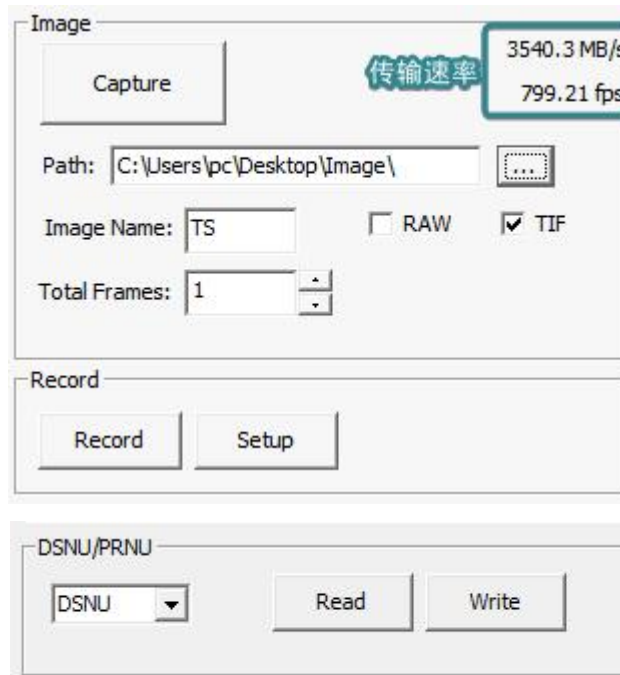 Image
Capture
传输速率
3540.3 MB/s
799.21 fps
Path: C:\Users\pc\Desktop\Image\ ...
Image Name: TS RAW TIF
Total Frames: 1
Record
Record Setup
DSNU/PRNU
DSNU Read Write